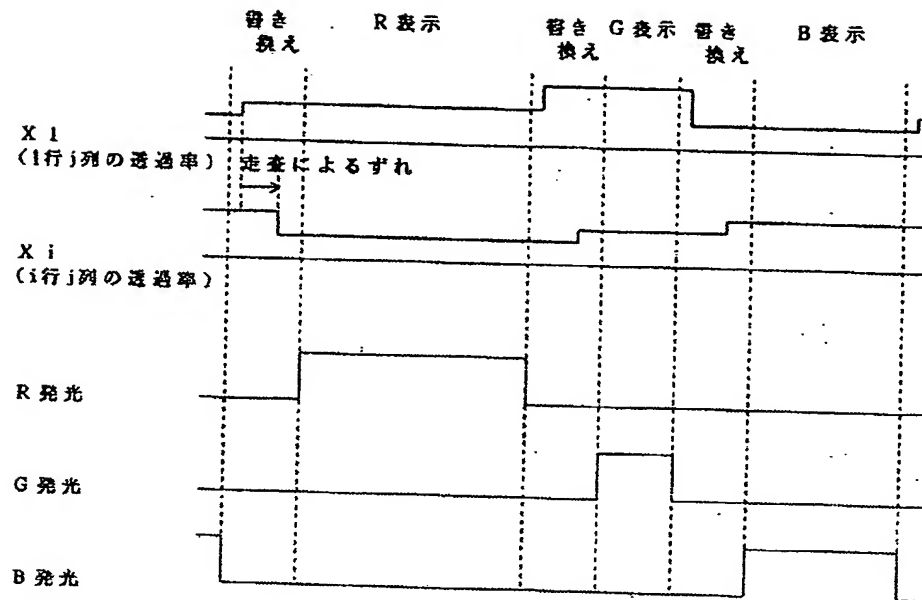 書き
換え
R表示
書き
換え
G表示
書き
換え
B表示
X1
(1行j列の透過率)
走査によるずれ
Xi
(i行j列の透過率)
R発光
G発光
B発光